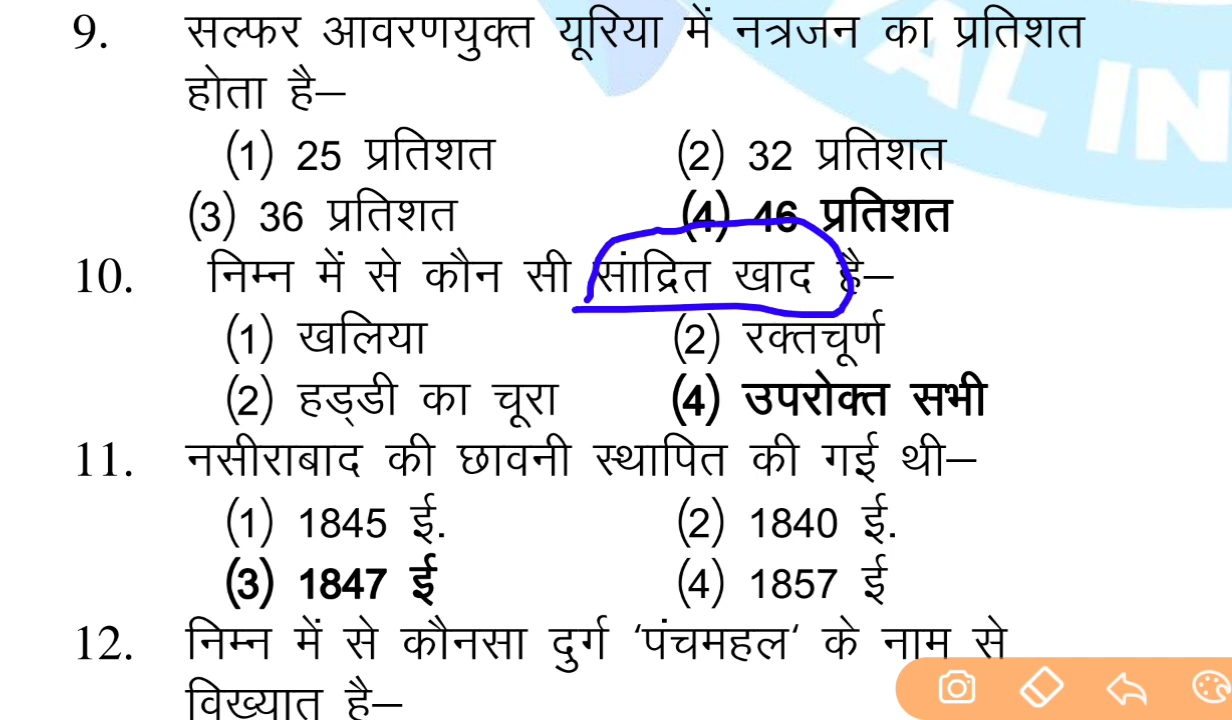 9. सल्फर आवरणयुक्त यूरिया में नत्रजन का प्रतिशत
होता है–
(1) 25 प्रतिशत (2) 32 प्रतिशत
(3) 36 प्रतिशत (4) 46 प्रतिशत
10. निम्न में से कौन सी सांद्रित खाद है–
(1) खलिया (2) रक्तचूर्ण
(2) हड्डी का चूरा (4) उपरोक्त सभी
11. नसीराबाद की छावनी स्थापित की गई थी–
(1) 1845 ई. (2) 1840 ई.
(3) 1847 ई (4) 1857 ई
12. निम्न में से कौनसा दुर्ग ‘पंचमहल‘ के नाम से
विख्यात है–
AL IN